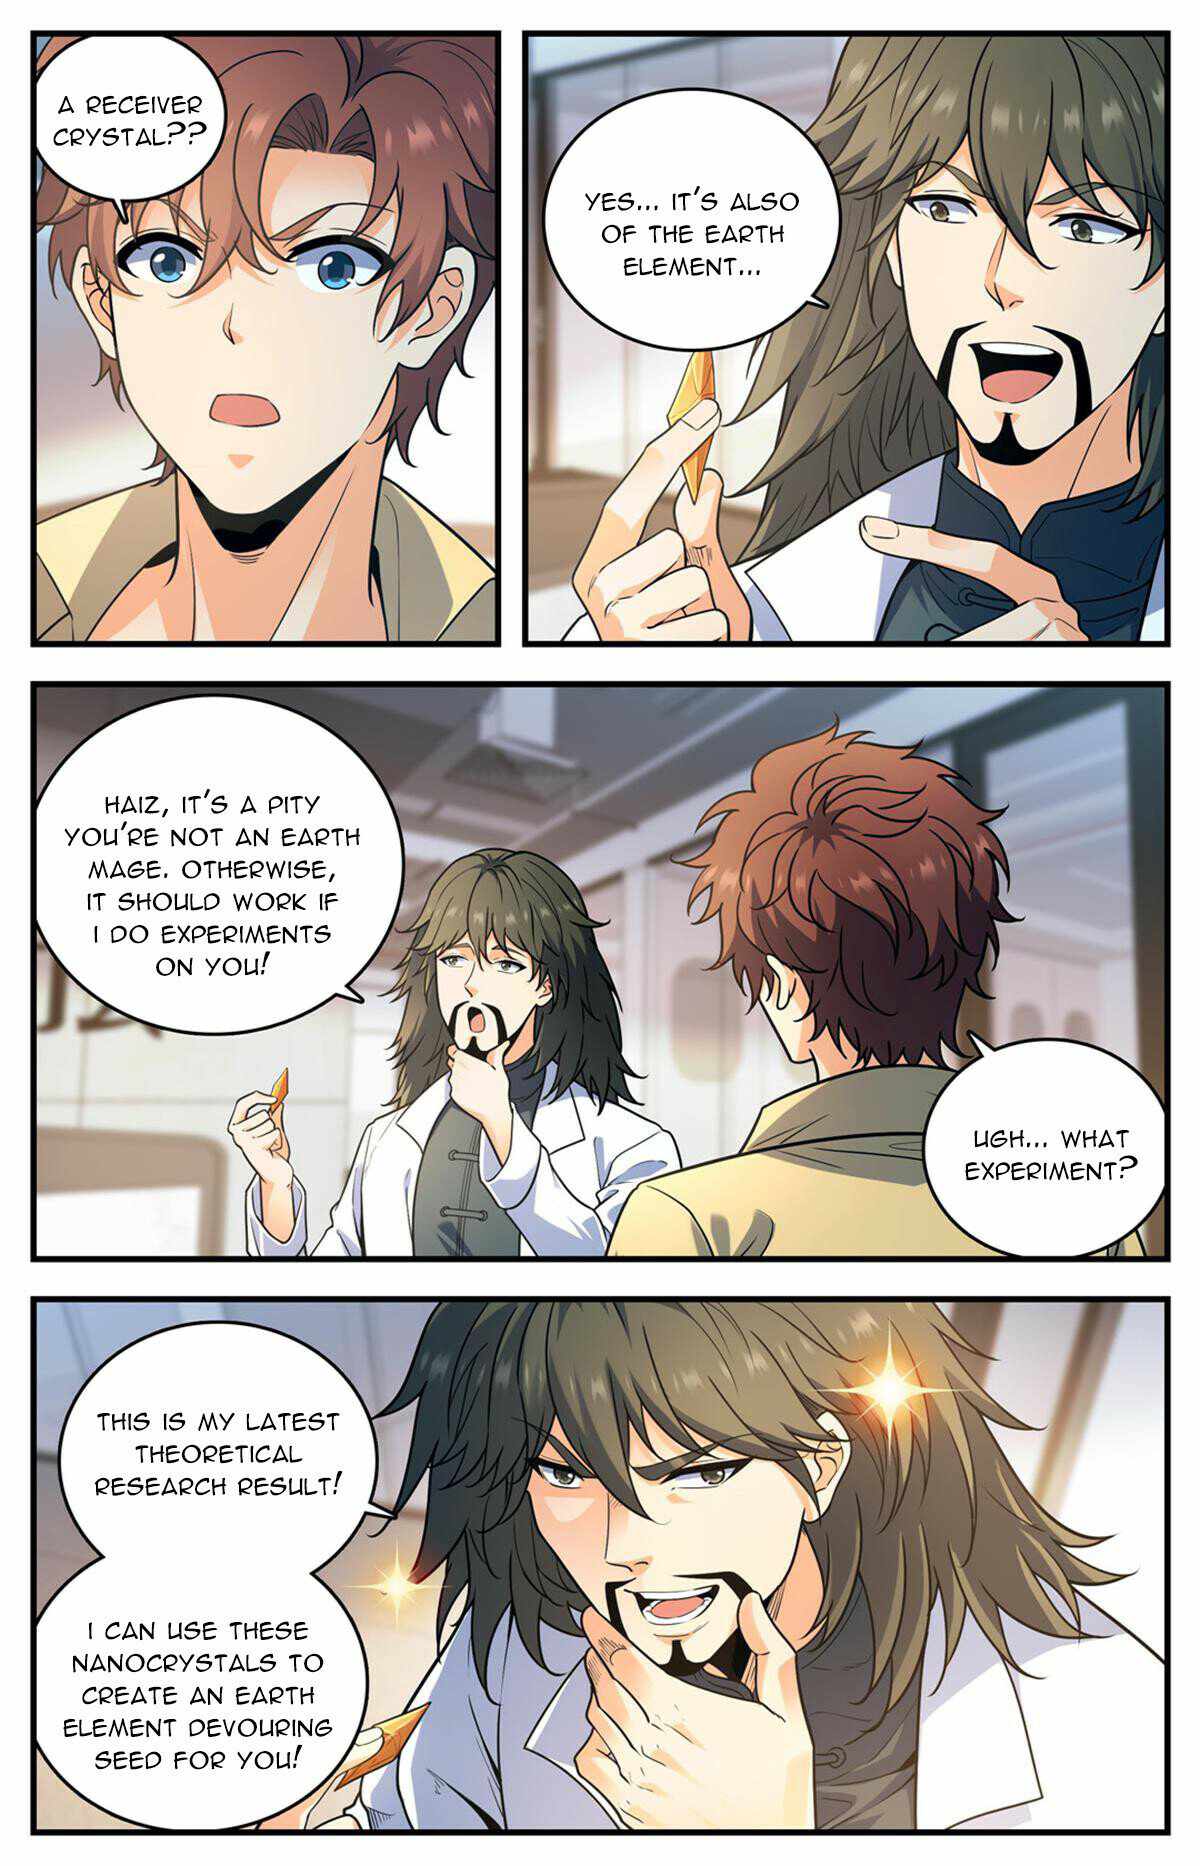 A RECEIVER
CRYSTAL??
YES... IT'S ALSO
OF THE EARTH
ELEMENT...
HAIZ, IT'S A PITY
YOU'RE NOT AN EARTH
MAGE. OTHERWISE,
IT SHOULD WORK IF
I DO EXPERIMENTS
ON YOU!
UGH... WHAT
EXPERIMENT?
THIS IS MY LATEST
THEORETICAL
RESEARCH RESULT!
I CAN USE THESE
NANOCRYSTALS TO
CREATE AN EARTH
ELEMENT DEVOURING
SEED FOR YOU!